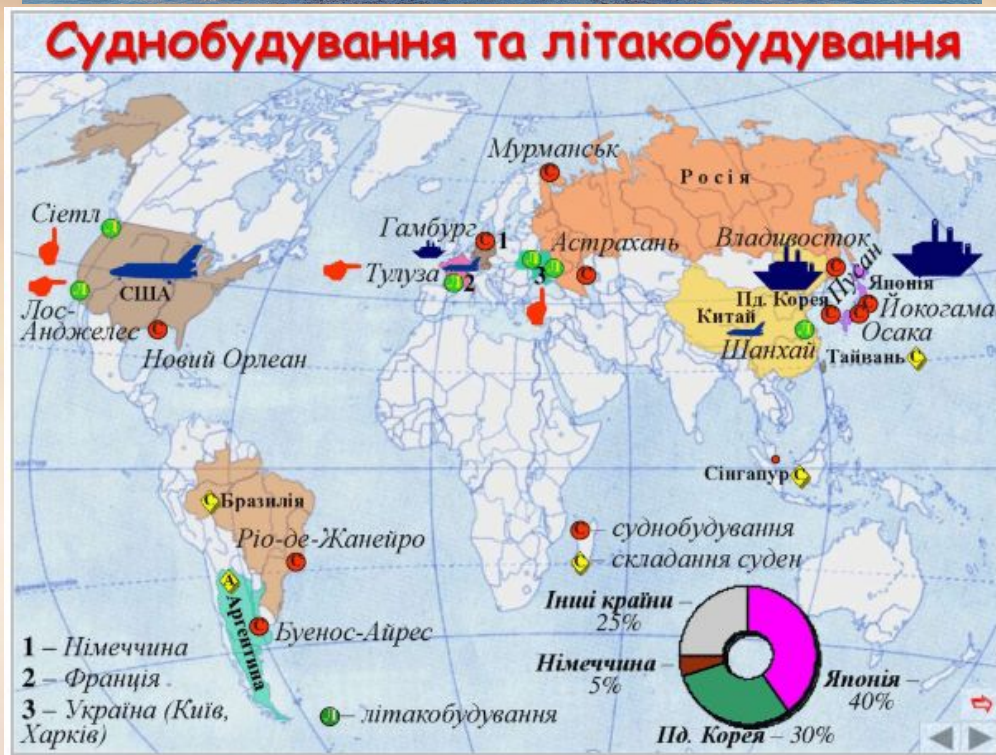 Суднобудування та літакобудування
Мурманськ
Росія
Сіетл
Гамбург
1
Астрахань
Владивосток
Тулуза
2
3
США
Пусан
Японія
Пд. Корея
Йокогама
Лос-
Анджелес
Китай
Осака
Новий Орлеан
Шанхай
Тайвань
Сінгапур
Бразилія
Ріо-де-Жанейро
Аргентина
Буенос-Айрес
С – суднобудування
С – складання суден
Інші країни –
25%
Німеччина –
5%
Японія –
40%
Пд. Корея – 30%
1 – Німеччина
2 – Франція
3 – Україна (Київ,
Харків)
Л – літакобудування